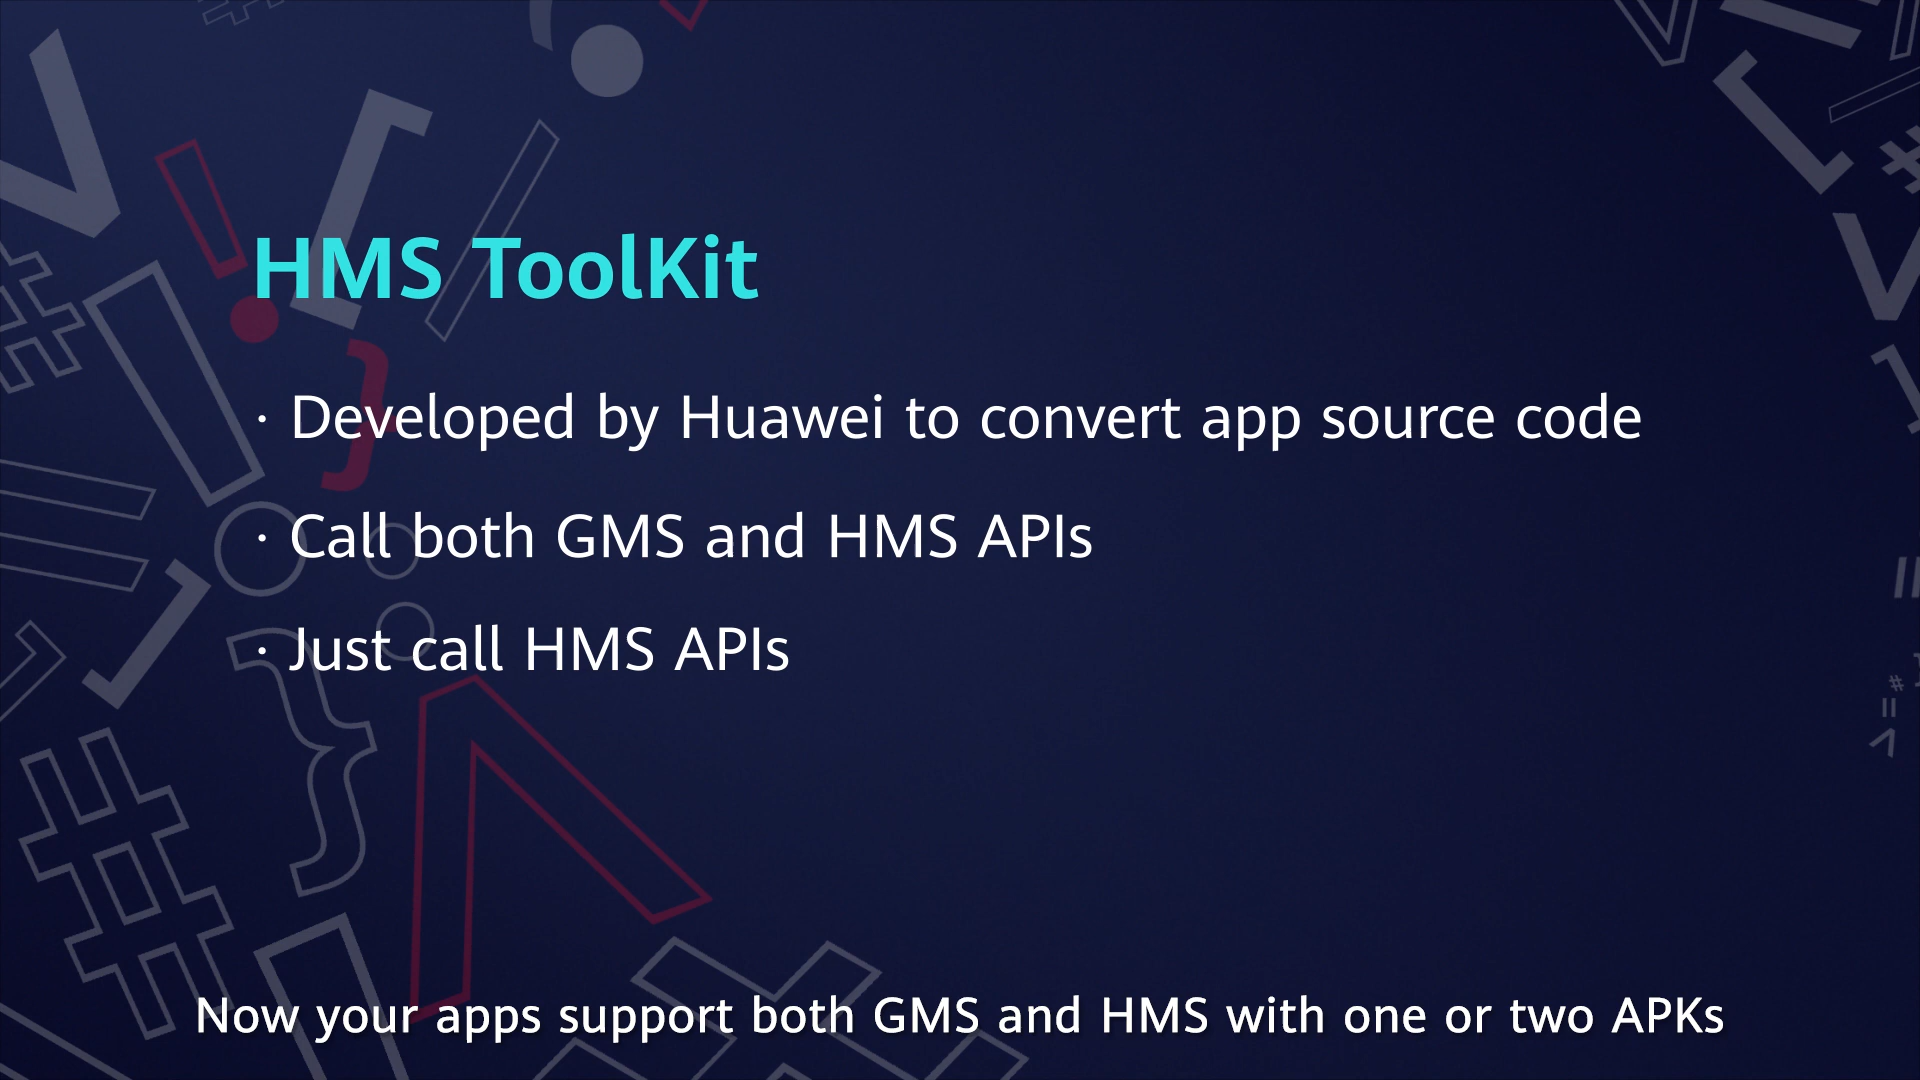 HMS ToolKit
· Developed by Huawei to convert app source code
· Call both GMS and HMS APIs
· Just call HMS APIs
Now your apps support both GMS and HMS with one or two APKs